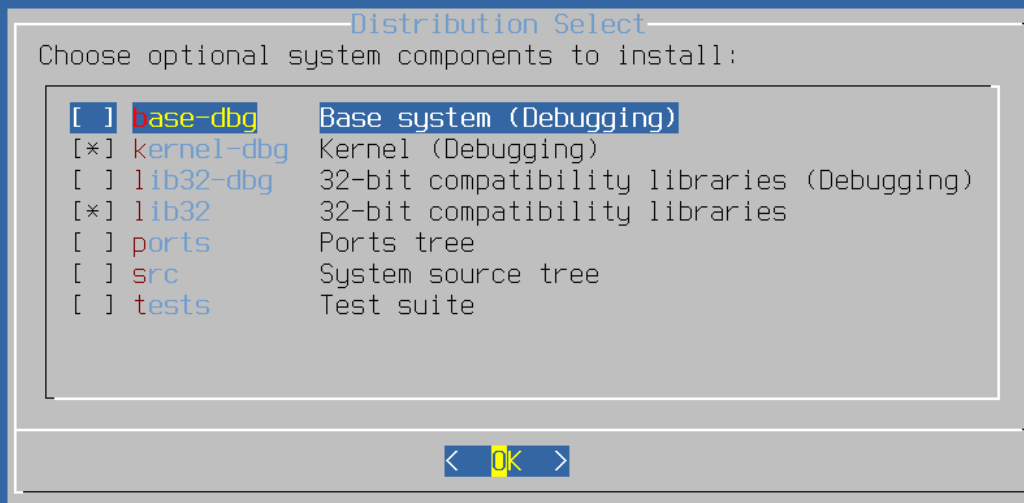 Distribution Select
Choose optional system components to install:
[ ] base-dbg Base system (Debugging)
[*] kernel-dbg Kernel (Debugging)
[ ] lib32-dbg 32-bit compatibility libraries (Debugging)
[*] lib32 32-bit compatibility libraries
[ ] ports Ports tree
[ ] src System source tree
[ ] tests Test suite
< OK >